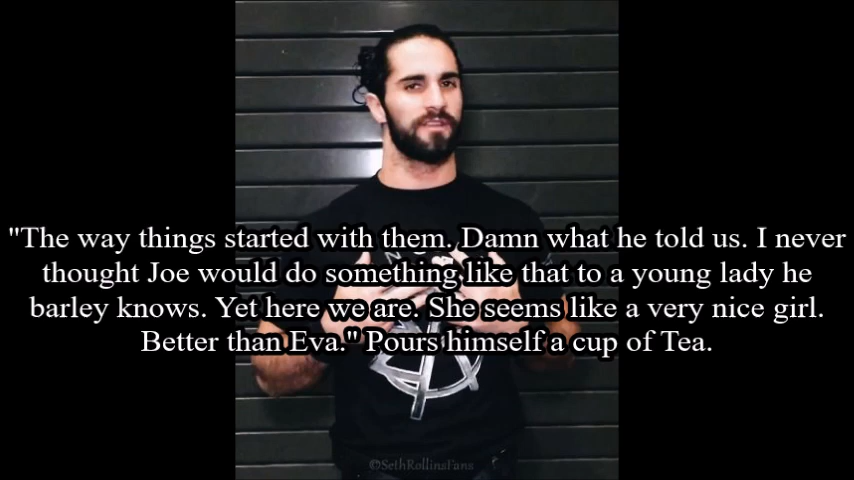 "The way things started with them. Damn what he told us. I never
thought Joe would do something like that to a young lady he
barley knows. Yet here we are. She seems like a very nice girl.
Better than Eva." Pours himself a cup of Tea.
©SethRollinsFans